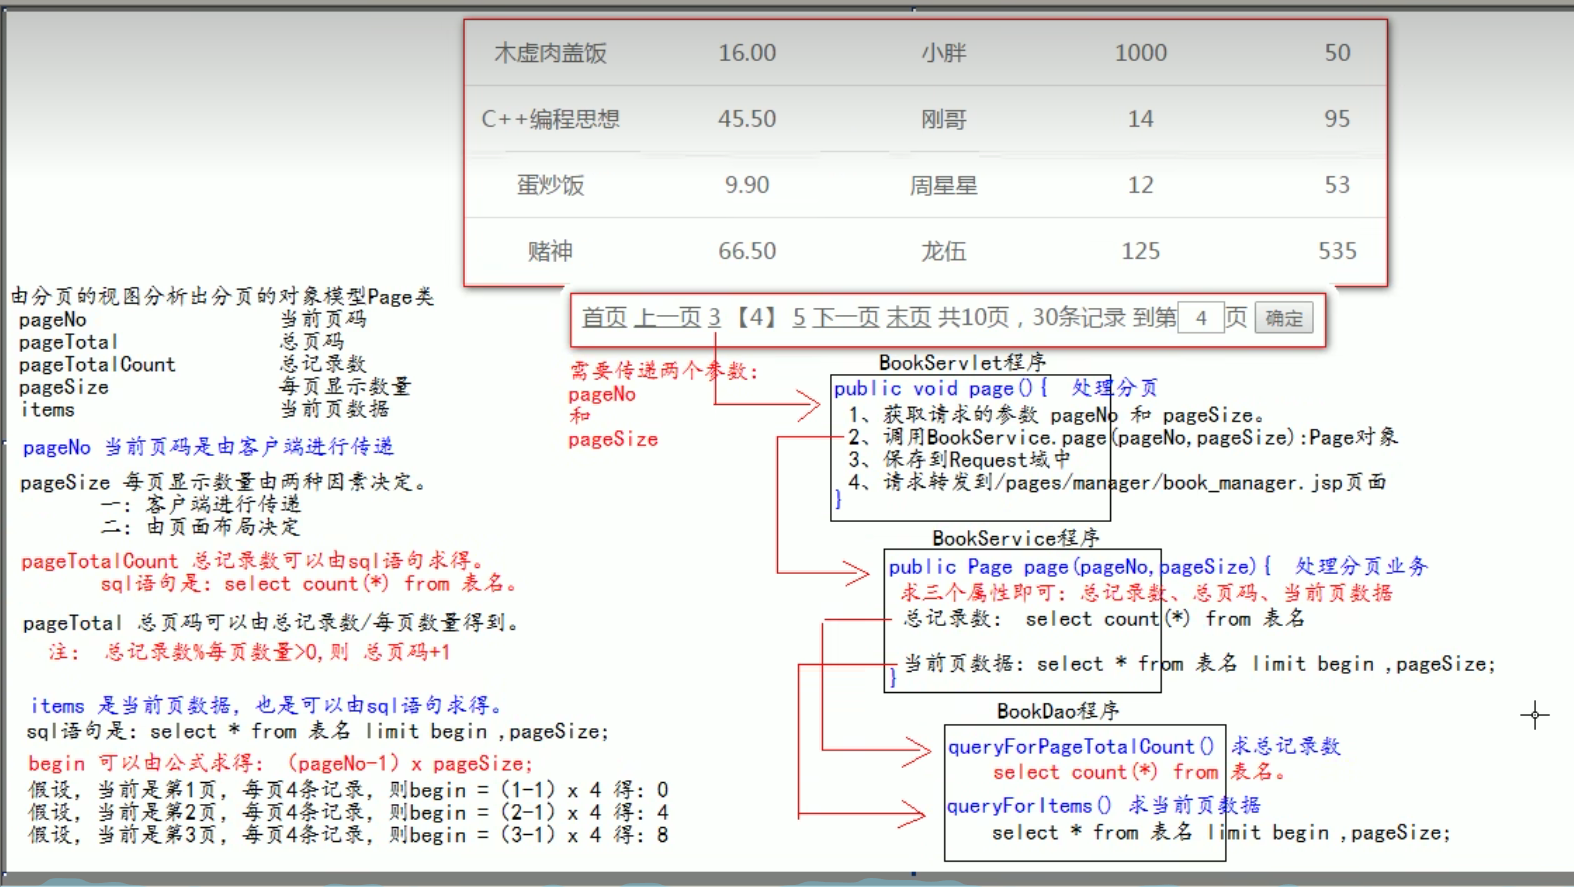 木虚肉盖饭 16.00 小胖 1000 50
C++编程思想 45.50 刚哥 14 95
蛋炒饭 9.90 周星星 12 53
赌神 66.50 龙伍 125 535
首页 上一页 3 【4】 5 下一页 末页 共10页，30条记录 到第 4 页 确定
由分页的视图分析出分页的对象模型Page类
pageNo 当前页码
pageTotal 总页码
pageTotalCount 总记录数
pageSize 每页显示数量
items 当前页数据
pageNo 当前页码是由客户端进行传递
pageSize 每页显示数量由两种因素决定。
一：客户端进行传递
二：由页面布局决定
pageTotalCount 总记录数可以由sql语句求得。
sql语句是：select count(*) from 表名。
pageTotal 总页码可以由总记录数/每页数量得到。
注： 总记录数%每页数量>0,则 总页码+1
items 是当前页数据，也是可以由sql语句求得。
sql语句是：select * from 表名 limit begin ,pageSize;
begin 可以由公式求得：（pageNo-1）x pageSize;
假设，当前是第1页，每页4条记录，则begin =（1-1）x 4 得：0
假设，当前是第2页，每页4条记录，则begin =（2-1）x 4 得：4
假设，当前是第3页，每页4条记录，则begin =（3-1）x 4 得：8
需要传递两个参数：
pageNo
和
pageSize
BookServlet程序
public void page(){ 处理分页
1、获取请求的参数 pageNo 和 pageSize。
2、调用BookService.page(pageNo,pageSize):Page对象
3、保存到Request域中
4、请求转发到/pages/manager/book_manager.jsp页面
}
BookService程序
public Page page(pageNo,pageSize){ 处理分页业务
求三个属性即可：总记录数、总页码、当前页数据
总记录数： select count(*) from 表名
当前页数据：select * from 表名 limit begin ,pageSize;
}
BookDao程序
queryForPageTotalCount() 求总记录数
select count(*) from 表名。
queryForItems() 求当前页数据
select * from 表名 limit begin ,pageSize;